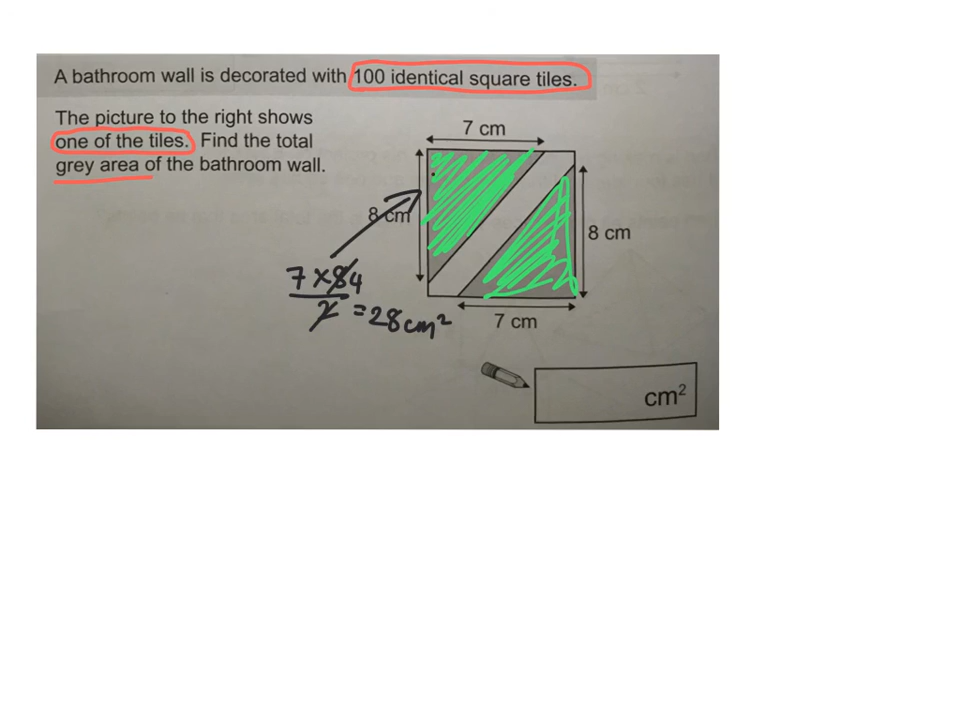 A bathroom wall is decorated with 100 identical square tiles.
The picture to the right shows
one of the tiles. Find the total
grey area of the bathroom wall.
7 cm
8 cm
8 cm
7 x 8 4
2 = 28 cm²
7 cm
cm²